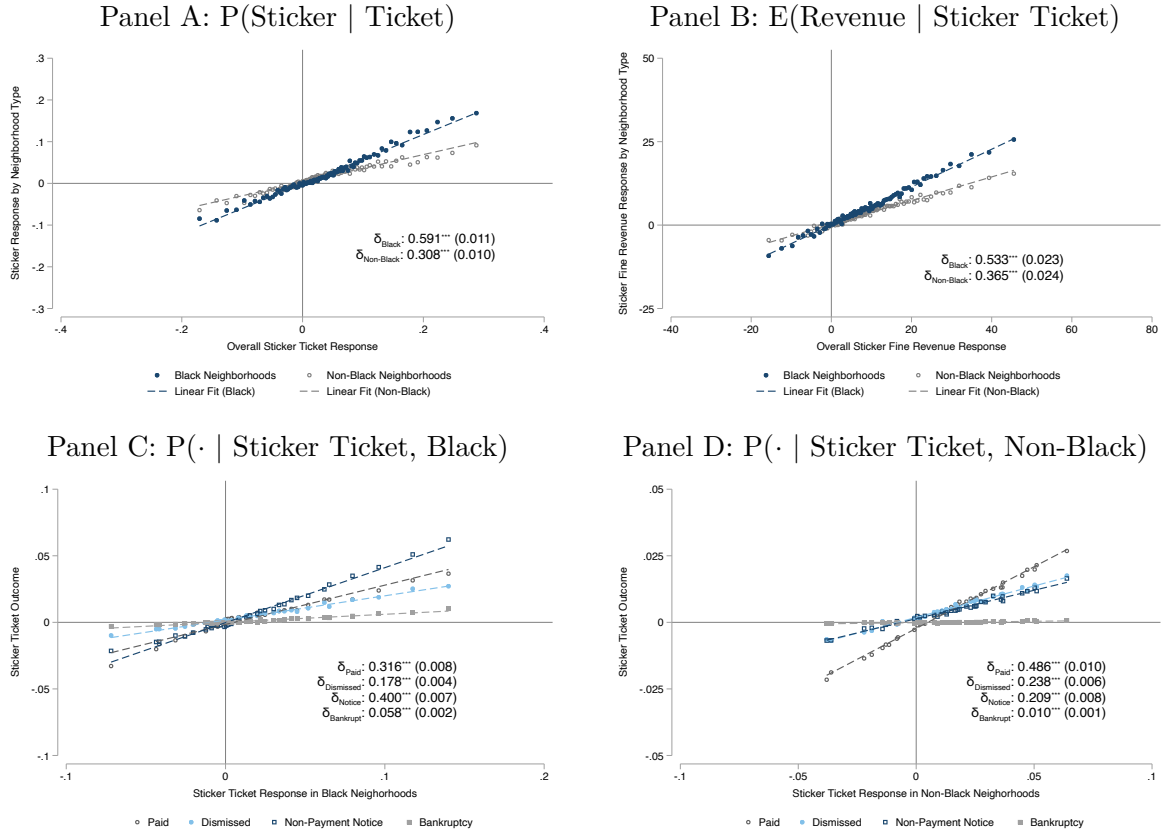 Panel A: P(Sticker | Ticket)
Sticker Response by Neighborhood Type
.3
.2
.1
0
-.1
-.2
-.3
δBlack: 0.591*** (0.011)
δNon-Black: 0.308*** (0.010)
-.4
-.2
0
.2
.4
Overall Sticker Ticket Response
Black Neighborhoods
Non-Black Neighborhoods
Linear Fit (Black)
Linear Fit (Non-Black)
Panel B: E(Revenue | Sticker Ticket)
Sticker Fine Revenue Response by Neighborhood Type
50
25
0
-25
δBlack: 0.533*** (0.023)
δNon-Black: 0.365*** (0.024)
-40
-20
0
20
40
60
80
Overall Sticker Fine Revenue Response
Black Neighborhoods
Non-Black Neighborhoods
Linear Fit (Black)
Linear Fit (Non-Black)
Panel C: P(· | Sticker Ticket, Black)
Sticker Ticket Outcome
.1
.05
0
-.05
-.1
δPaid: 0.316*** (0.008)
δDismissed: 0.178*** (0.004)
δNotice: 0.400*** (0.007)
δBankrupt: 0.058*** (0.002)
-.1
0
.1
.2
Sticker Ticket Response in Black Neighorhoods
Paid
Dismissed
Non-Payment Notice
Bankruptcy
Panel D: P(· | Sticker Ticket, Non-Black)
Sticker Ticket Outcome
.05
.025
0
-.025
-.05
δPaid: 0.486*** (0.010)
δDismissed: 0.238*** (0.006)
δNotice: 0.209*** (0.008)
δBankrupt: 0.010*** (0.001)
-.1
-.05
0
.05
.1
Sticker Ticket Response in Non-Black Neighorhoods
Paid
Dismissed
Non-Payment Notice
Bankruptcy